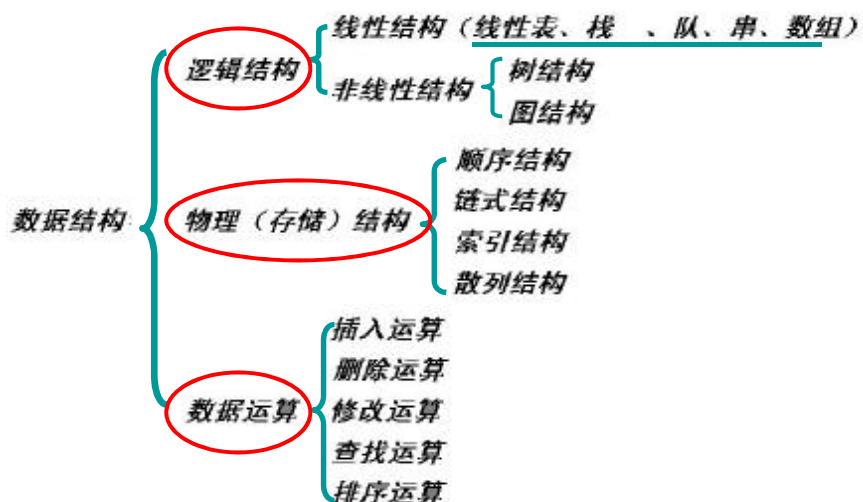 线性结构（线性表、栈 、队、串、数组）
逻辑结构
非线性结构
树结构
图结构
顺序结构
链式结构
数据结构
物理（存储）结构
索引结构
散列结构
插入运算
删除运算
数据运算
修改运算
查找运算
排序运算